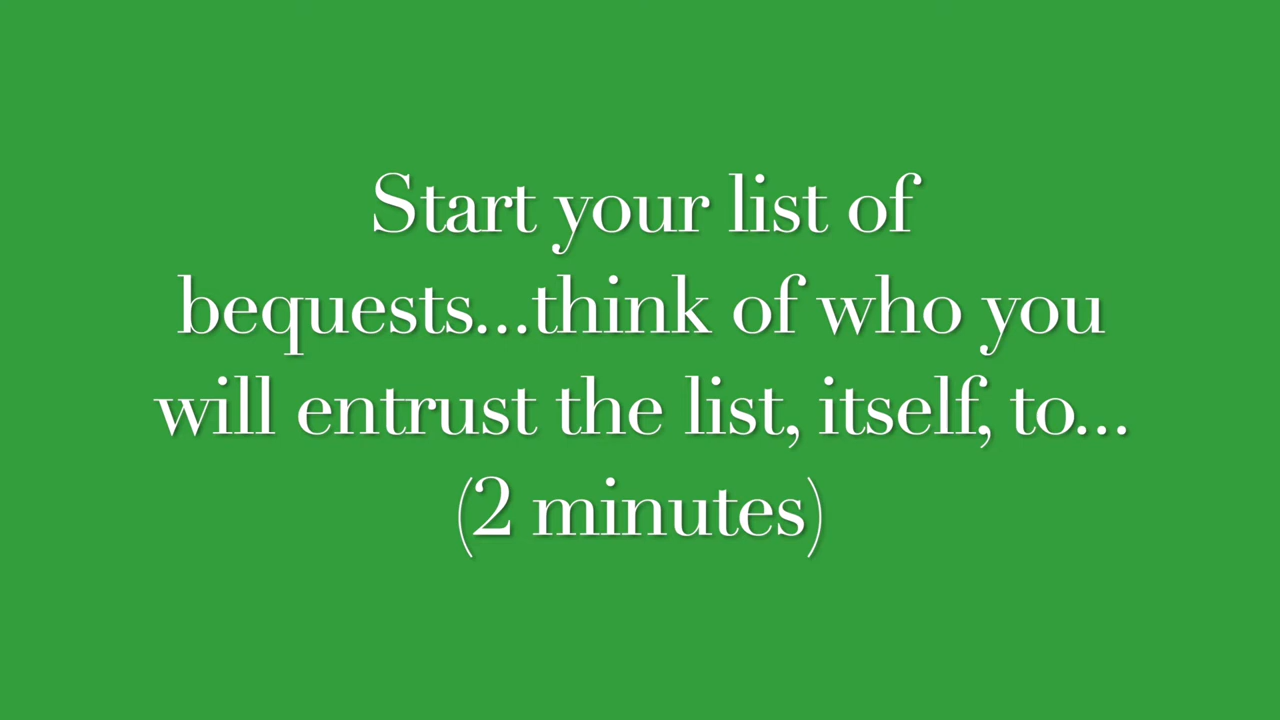 Start your list of
bequests...think of who you
will entrust the list, itself, to...
(2 minutes)